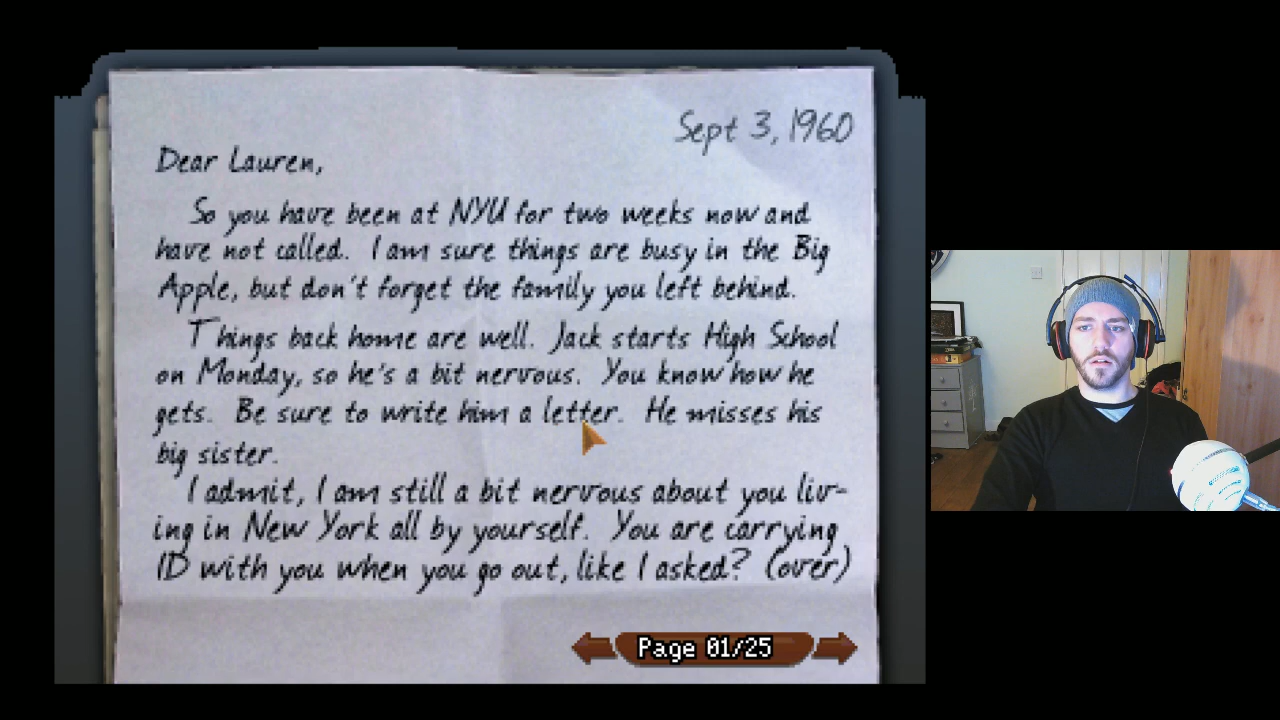 Sept 3, 1960
Dear Lauren,
So you have been at NYU for two weeks now and
have not called. I am sure things are busy in the Big
Apple, but don't forget the family you left behind.
Things back home are well. Jack starts High School
on Monday, so he's a bit nervous. You know how he
gets. Be sure to write him a letter. He misses his
big sister.
I admit, I am still a bit nervous about you liv-
ing in New York all by yourself. You are carrying
ID with you when you go out, like I asked? (over)
Page 01/25